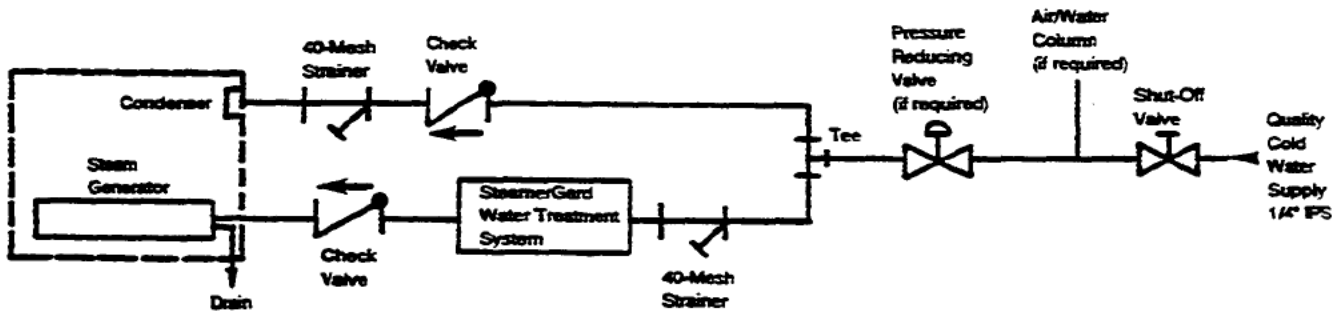 40-Mesh
Strainer
Check
Valve
Pressure
Reducing
Valve
(if required)
Air/Water
Column
(if required)
Shut-Off
Valve
Condenser
Tee
Quality
Cold
Water
Supply
1/4" IPS
Steam
Generator
SteamerGard
Water Treatment
System
Check
Valve
40-Mesh
Strainer
Drain